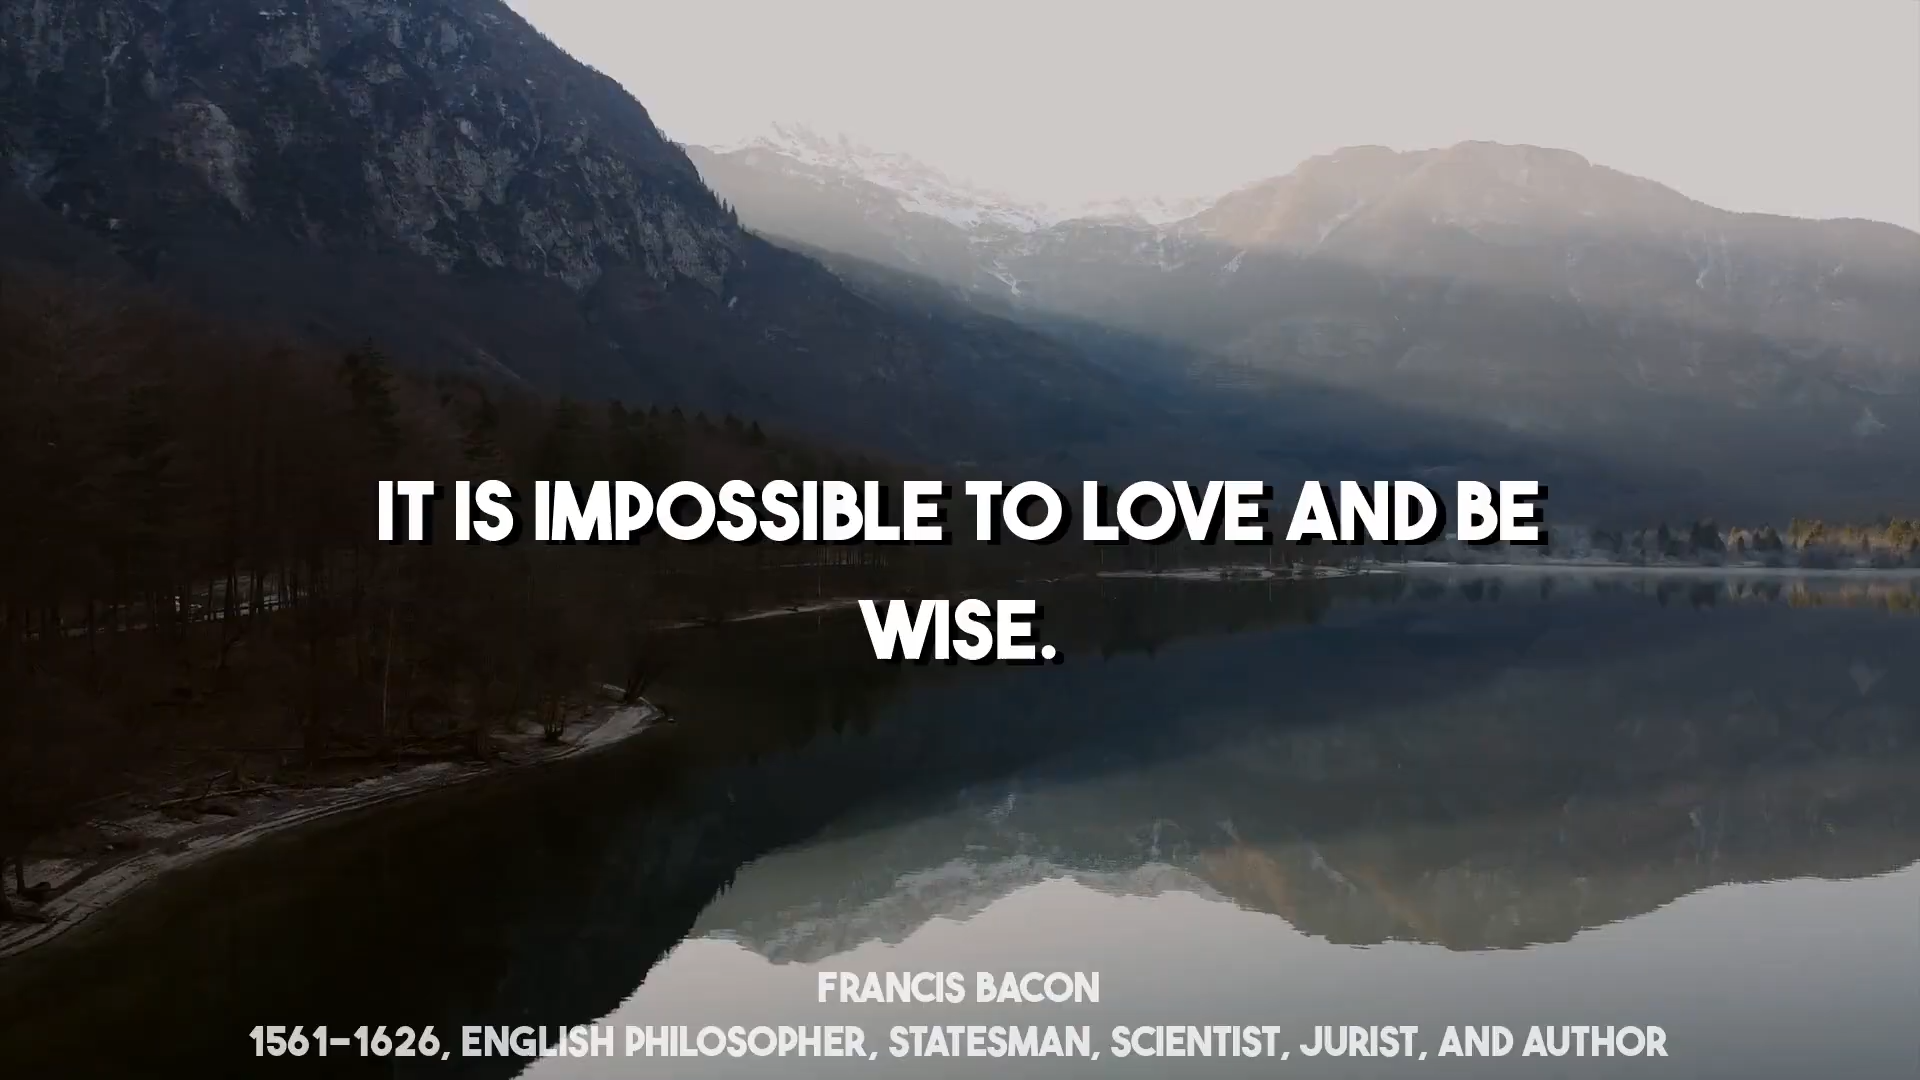 IT IS IMPOSSIBLE TO LOVE AND BE
WISE.
FRANCIS BACON
1561-1626, ENGLISH PHILOSOPHER, STATESMAN, SCIENTIST, JURIST, AND AUTHOR